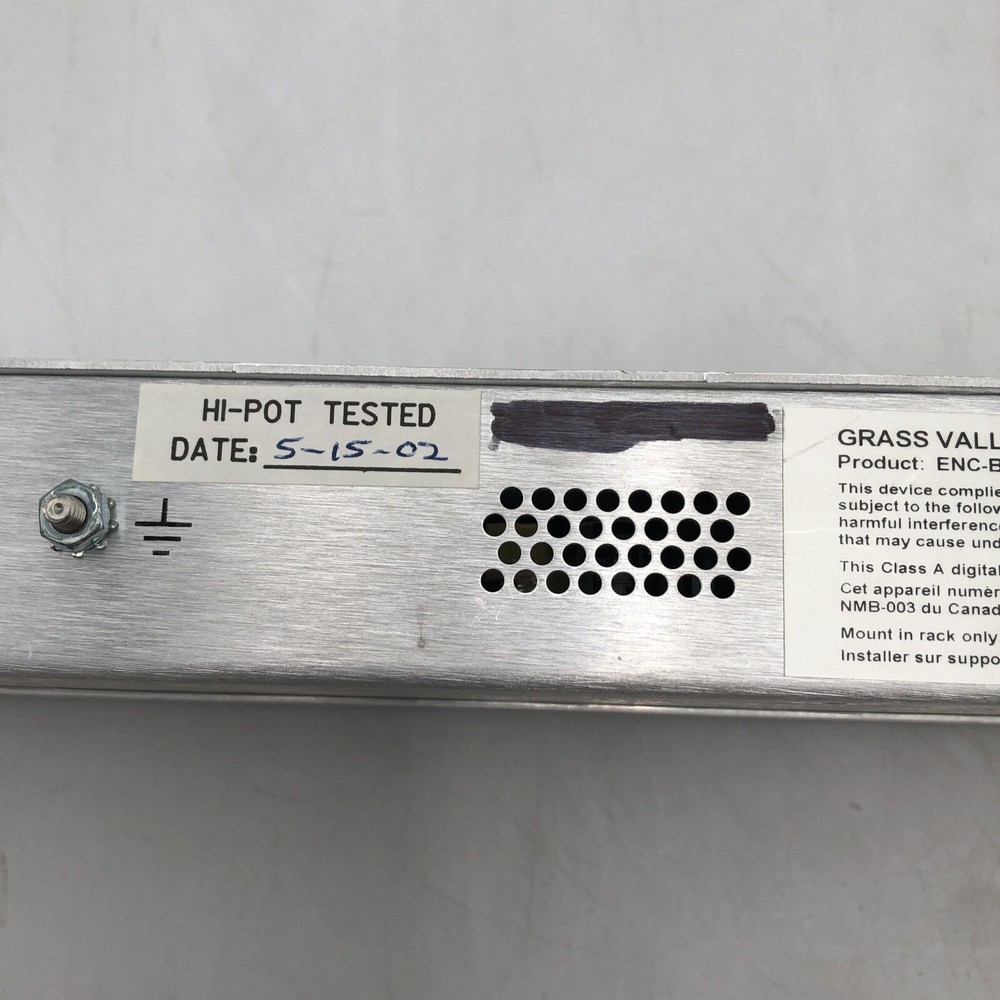 HI-POT TESTED
DATE: 5-15-02
GRASS VALL
Product: ENC-B
This device complie
subject to the follow
harmful interference
that may cause und
This Class A digital
Cet appareil numér
NMB-003 du Canad
Mount in rack only
Installer sur suppo